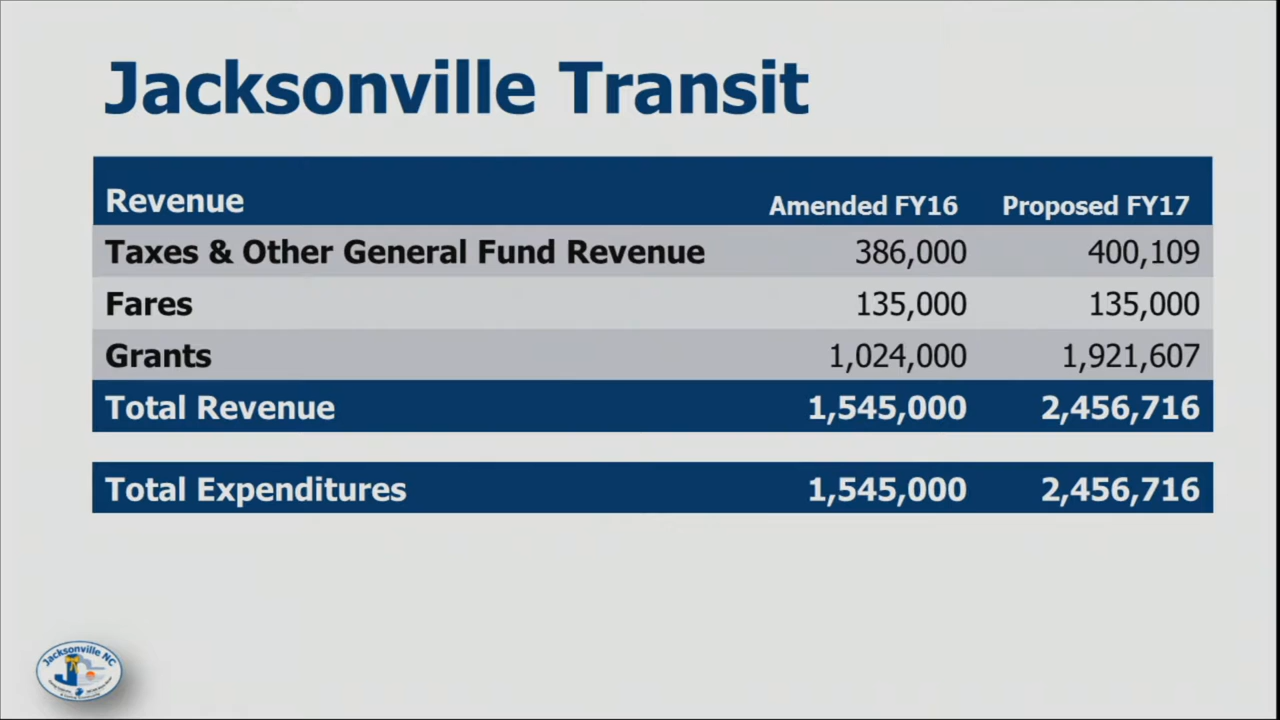 Jacksonville Transit
Revenue Amended FY16 Proposed FY17
Taxes & Other General Fund Revenue 386,000 400,109
Fares 135,000 135,000
Grants 1,024,000 1,921,607
Total Revenue 1,545,000 2,456,716
Total Expenditures 1,545,000 2,456,716
Jacksonville NC